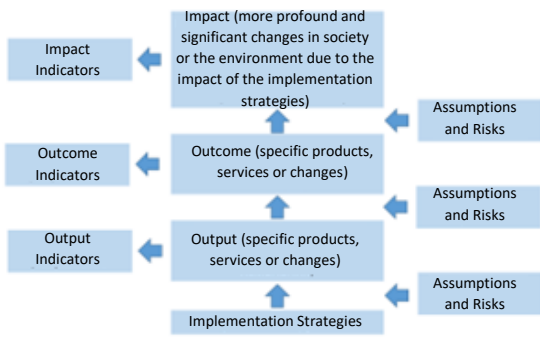 Impact (more profound and
significant changes in society
or the environment due to the
impact of the implementation
strategies)
Impact
Indicators
Assumptions
and Risks
Outcome (specific products,
services or changes)
Outcome
Indicators
Assumptions
and Risks
Output (specific products,
services or changes)
Output
Indicators
Assumptions
and Risks
Implementation Strategies